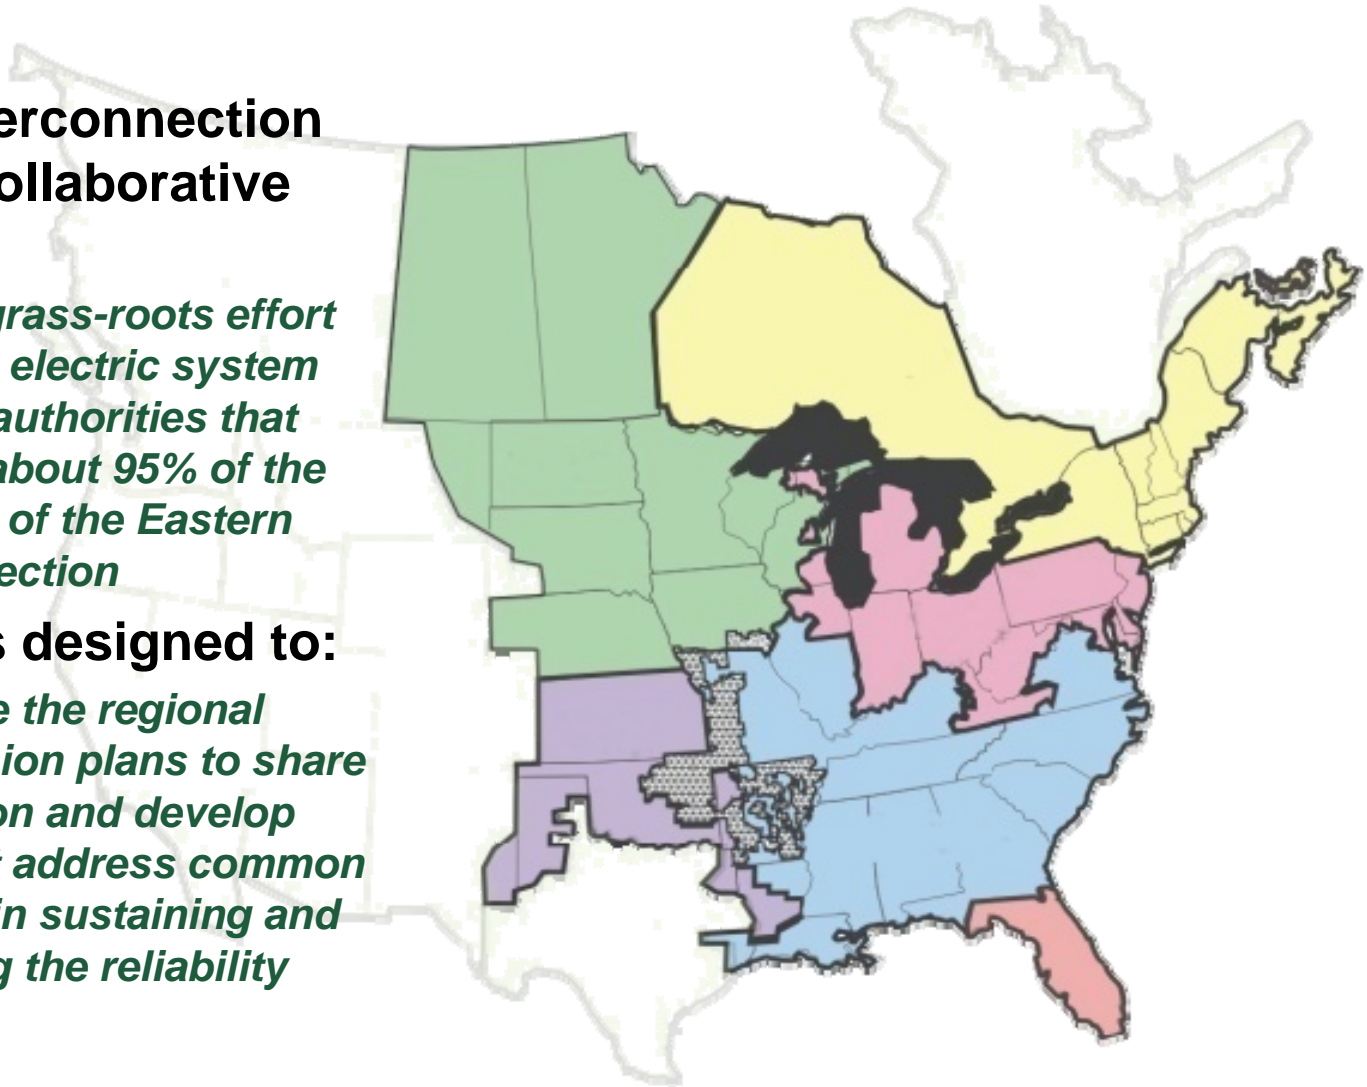 erconnection
ollaborative
grass-roots effort
electric system
authorities that
about 95% of the
of the Eastern
ection
s designed to:
e the regional
ion plans to share
on and develop
t address common
in sustaining and
g the reliability